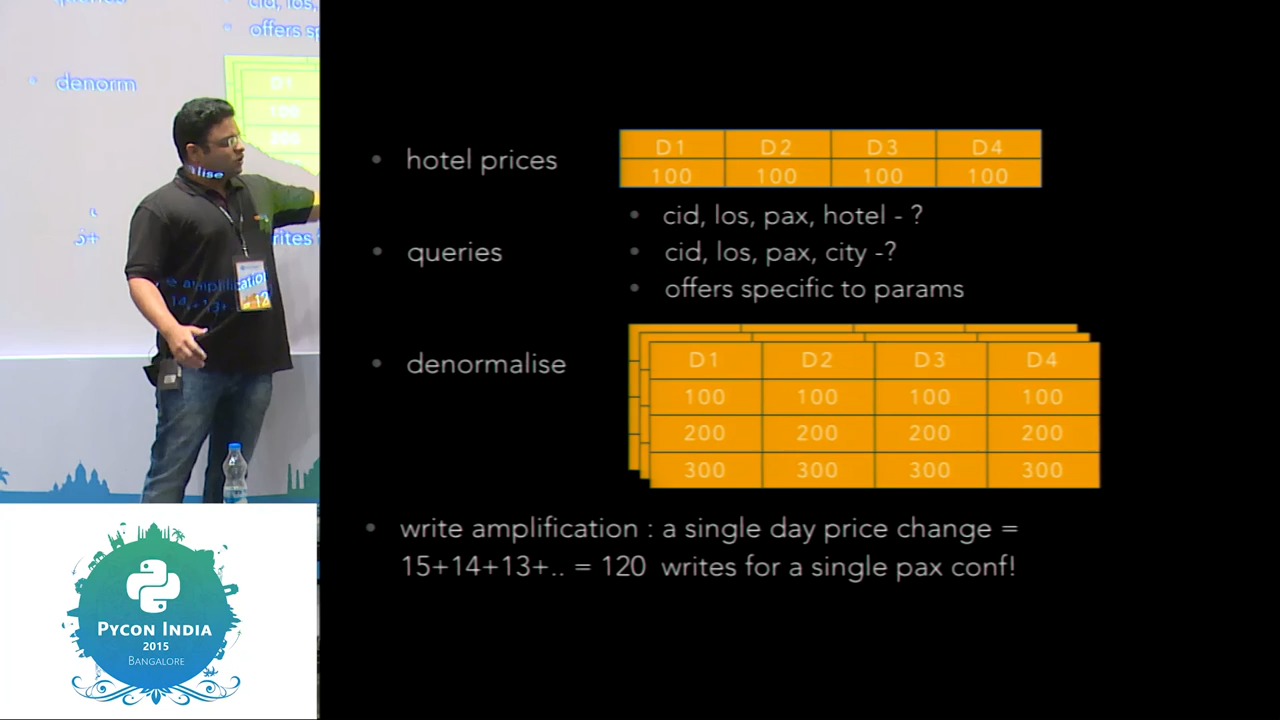 denorm
hotel prices
D1 D2 D3 D4
100 100 100 100
cid, los, pax, hotel - ?
queries
cid, los, pax, city -?
offers specific to params
denormalise
D1 D2 D3 D4
100 100 100 100
200 200 200 200
300 300 300 300
write amplification : a single day price change =
15+14+13+.. = 120 writes for a single pax conf!
PYCON INDIA
2015
BANGALORE